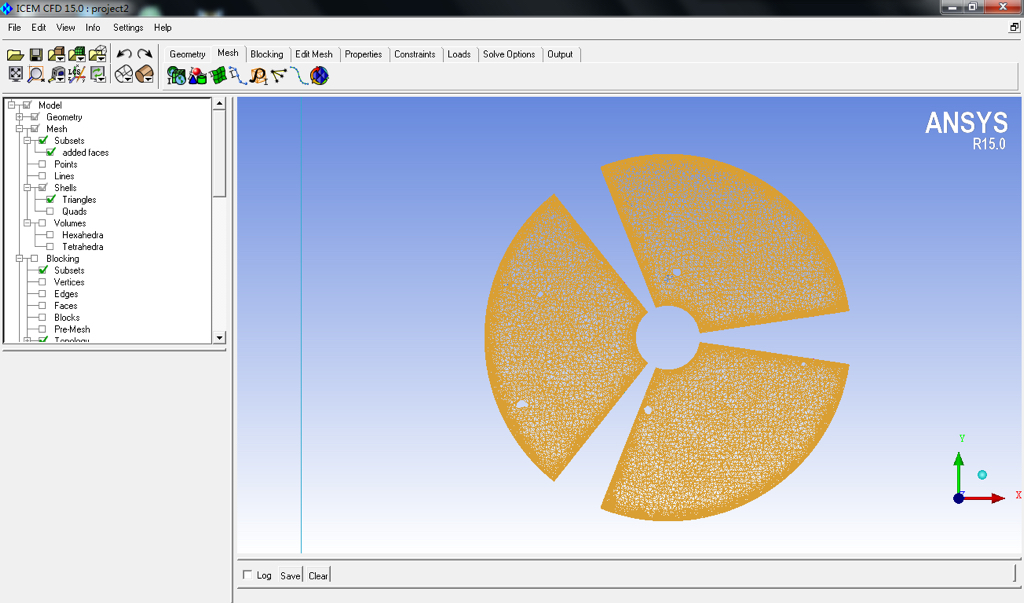 ICEM CFD 15.0 : project2
File Edit View Info Settings Help
Geometry Mesh Blocking Edit Mesh Properties Constraints Loads Solve Options Output
Model
Geometry
Mesh
Subsets
added faces
Points
Lines
Shells
Triangles
Quads
Volumes
Hexahedra
Tetrahedra
Blocking
Subsets
Vertices
Edges
Faces
Blocks
Pre-Mesh
Topology
ANSYS
R15.0
Y
X
Log Save Clear